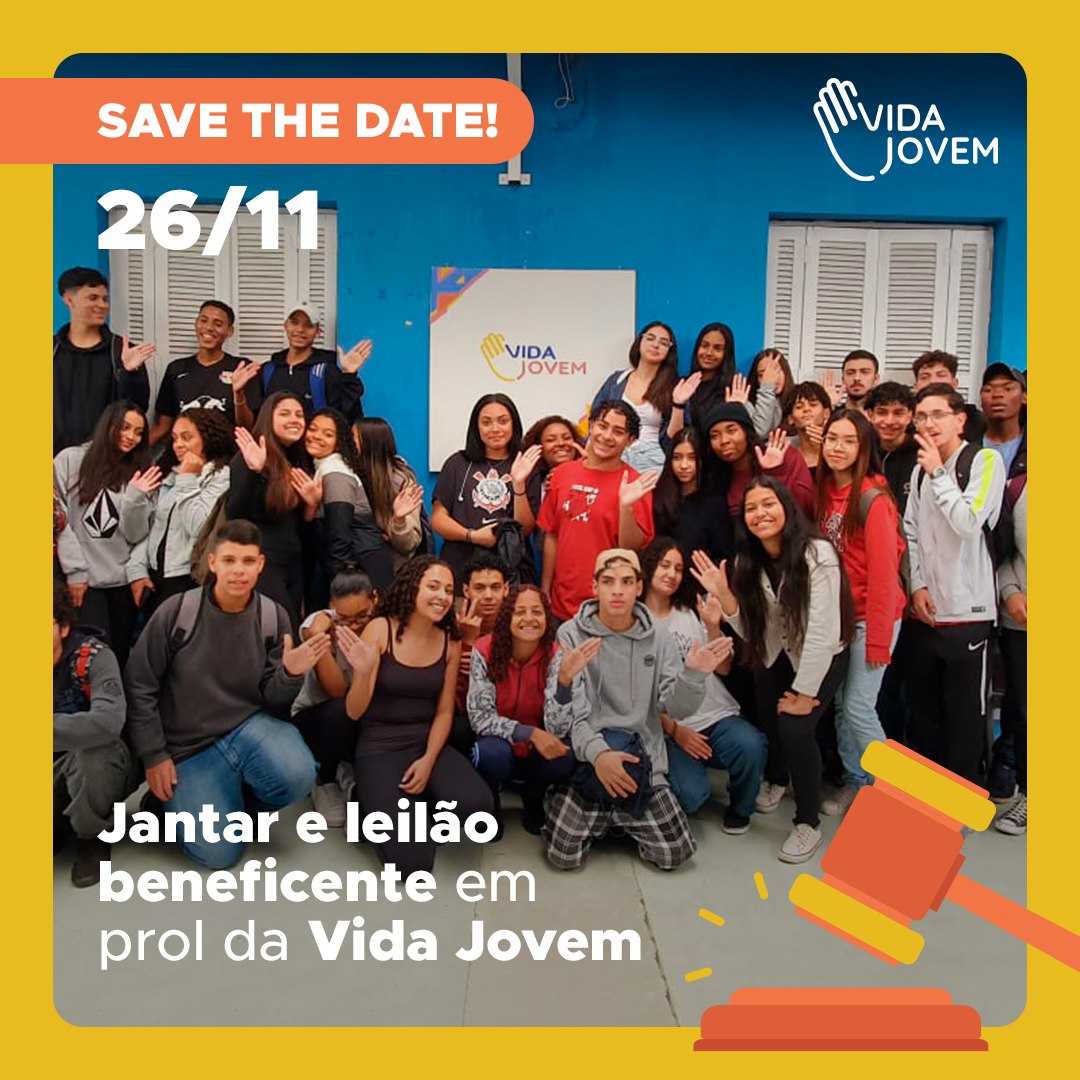 SAVE THE DATE!
VIDA
JOVEM
26/11
VIDA
JOVEM
Jantar e leilão
beneficente em
prol da Vida Jovem